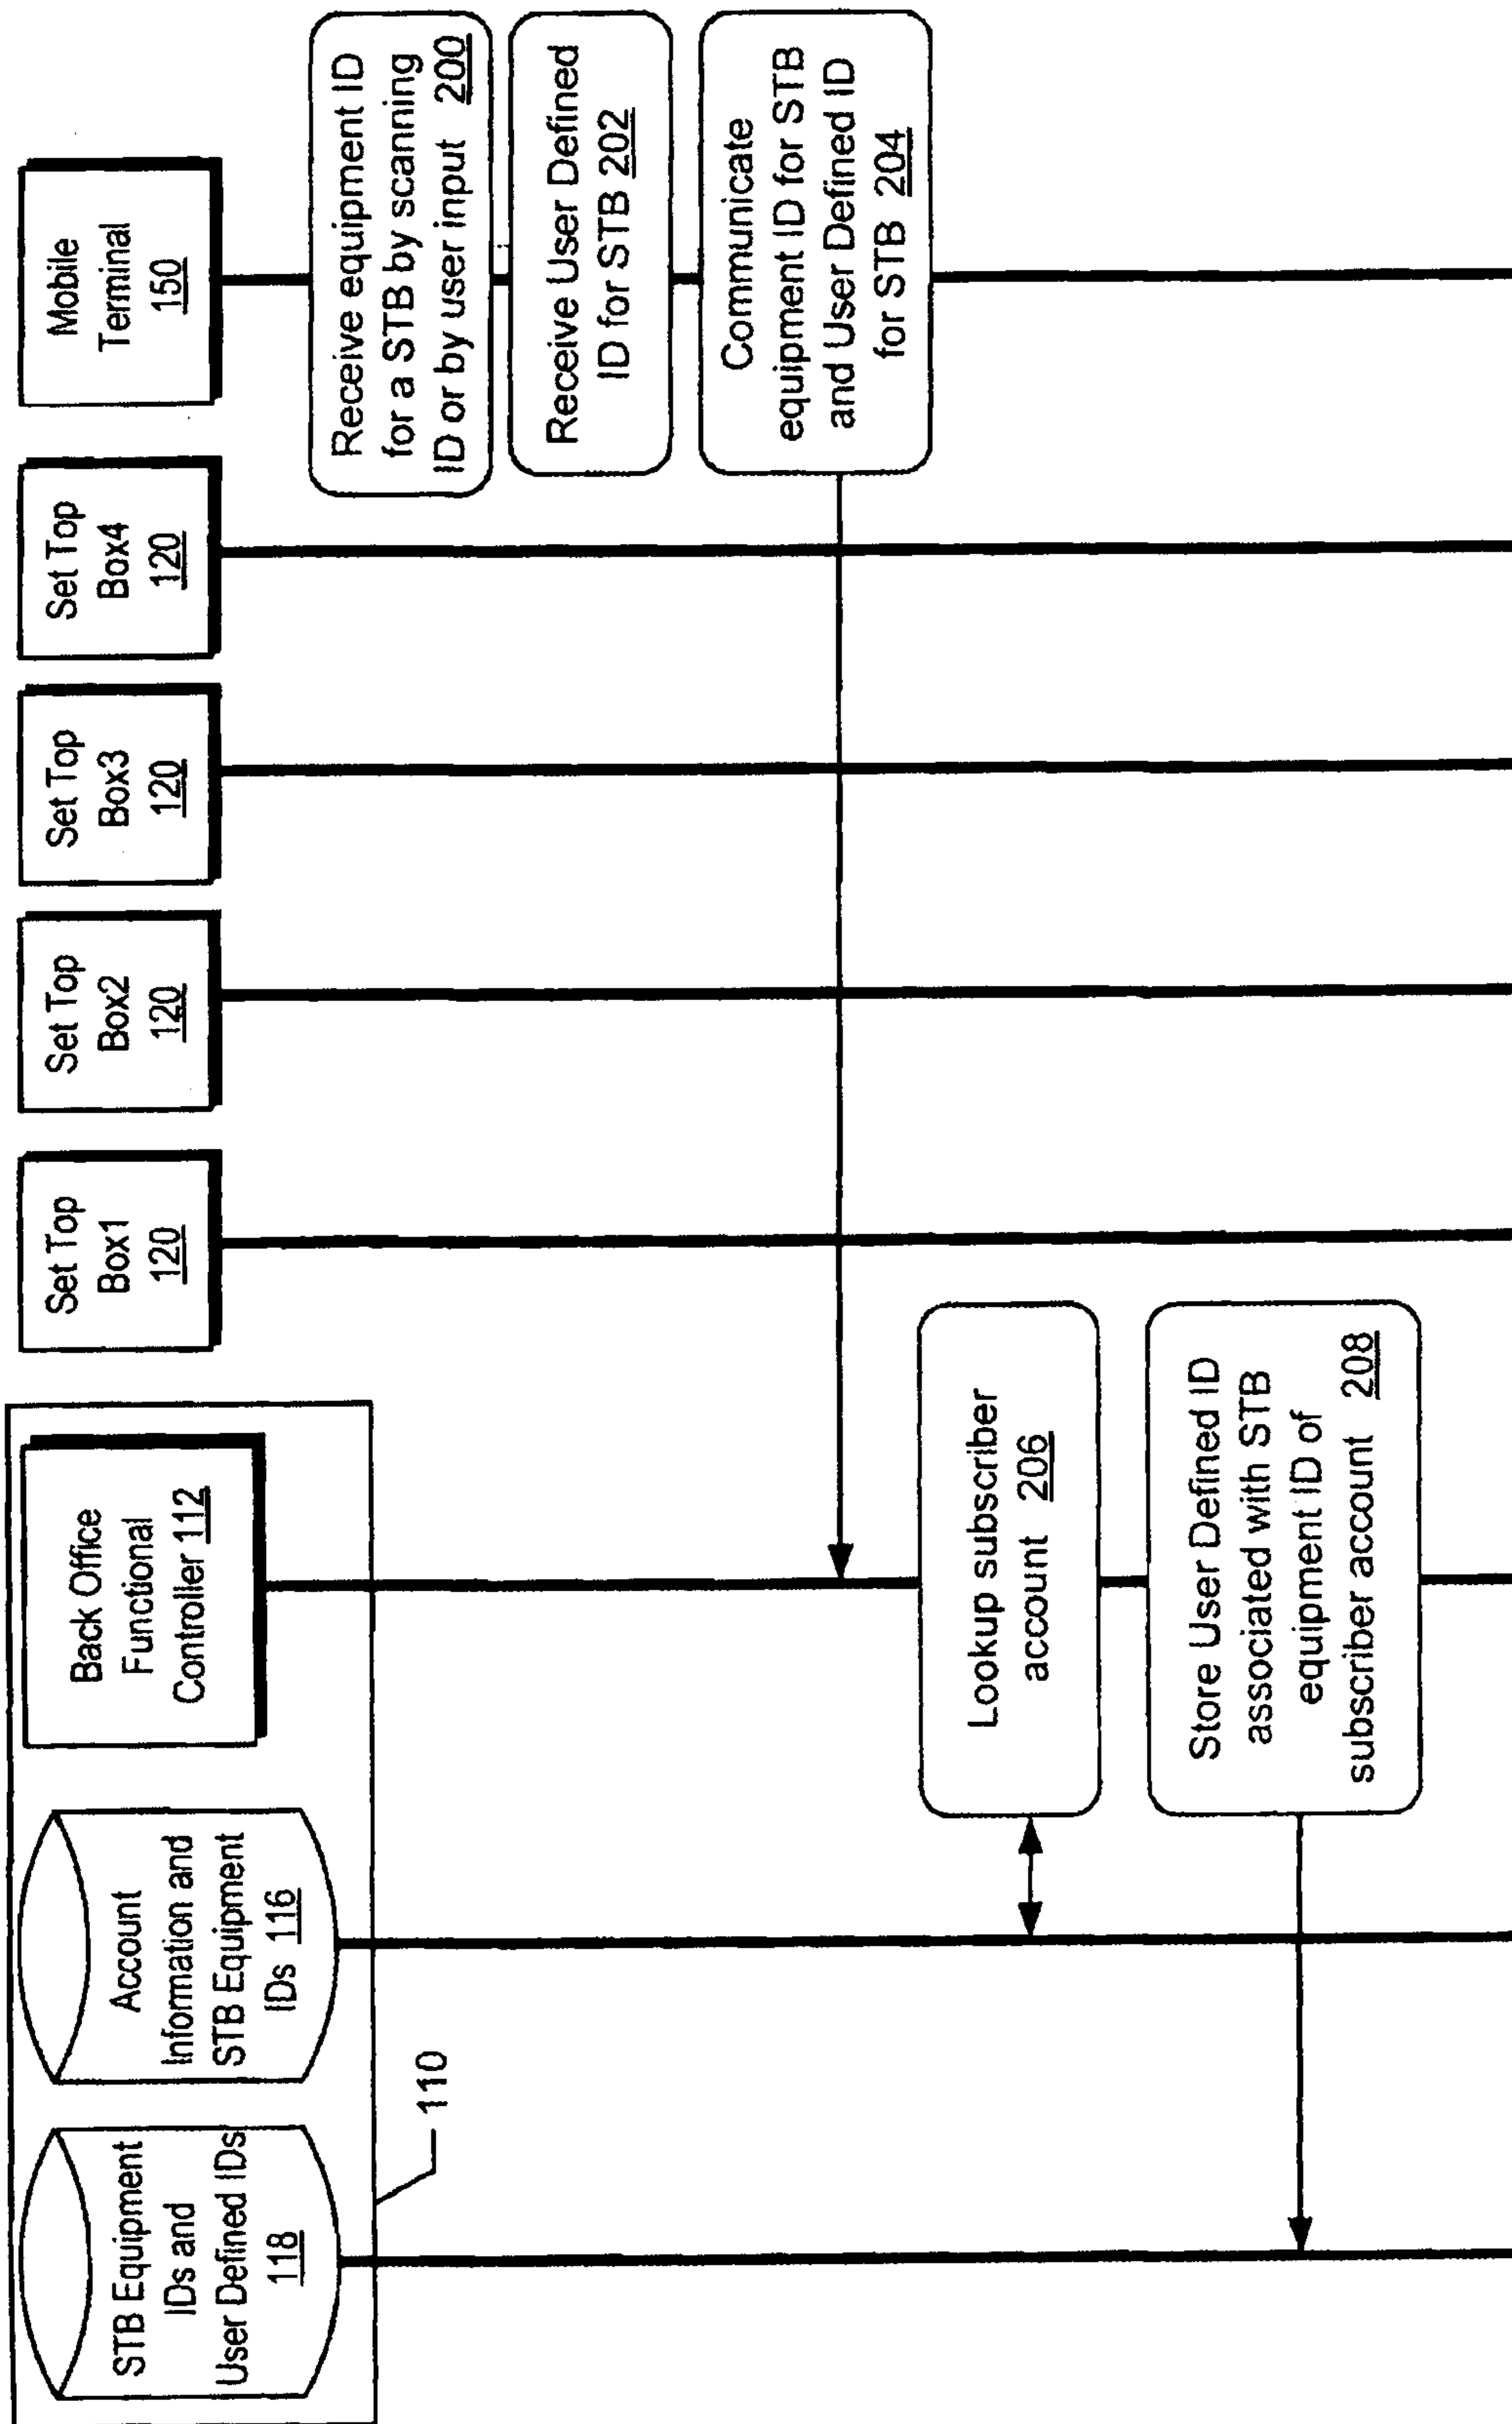 STB Equipment
IDs and
User Defined IDs
118
Account
Information and
STB Equipment
IDs 116
Back Office
Functional
Controller 112
Set Top
Box1
120
Set Top
Box2
120
Set Top
Box3
120
Set Top
Box4
120
Mobile
Terminal
150
110
Receive equipment ID
for a STB by scanning
ID or by user input 200
Receive User Defined
ID for STB 202
Communicate
equipment ID for STB
and User Defined ID
for STB 204
Lookup subscriber
account 206
Store User Defined ID
associated with STB
equipment ID of
subscriber account 208